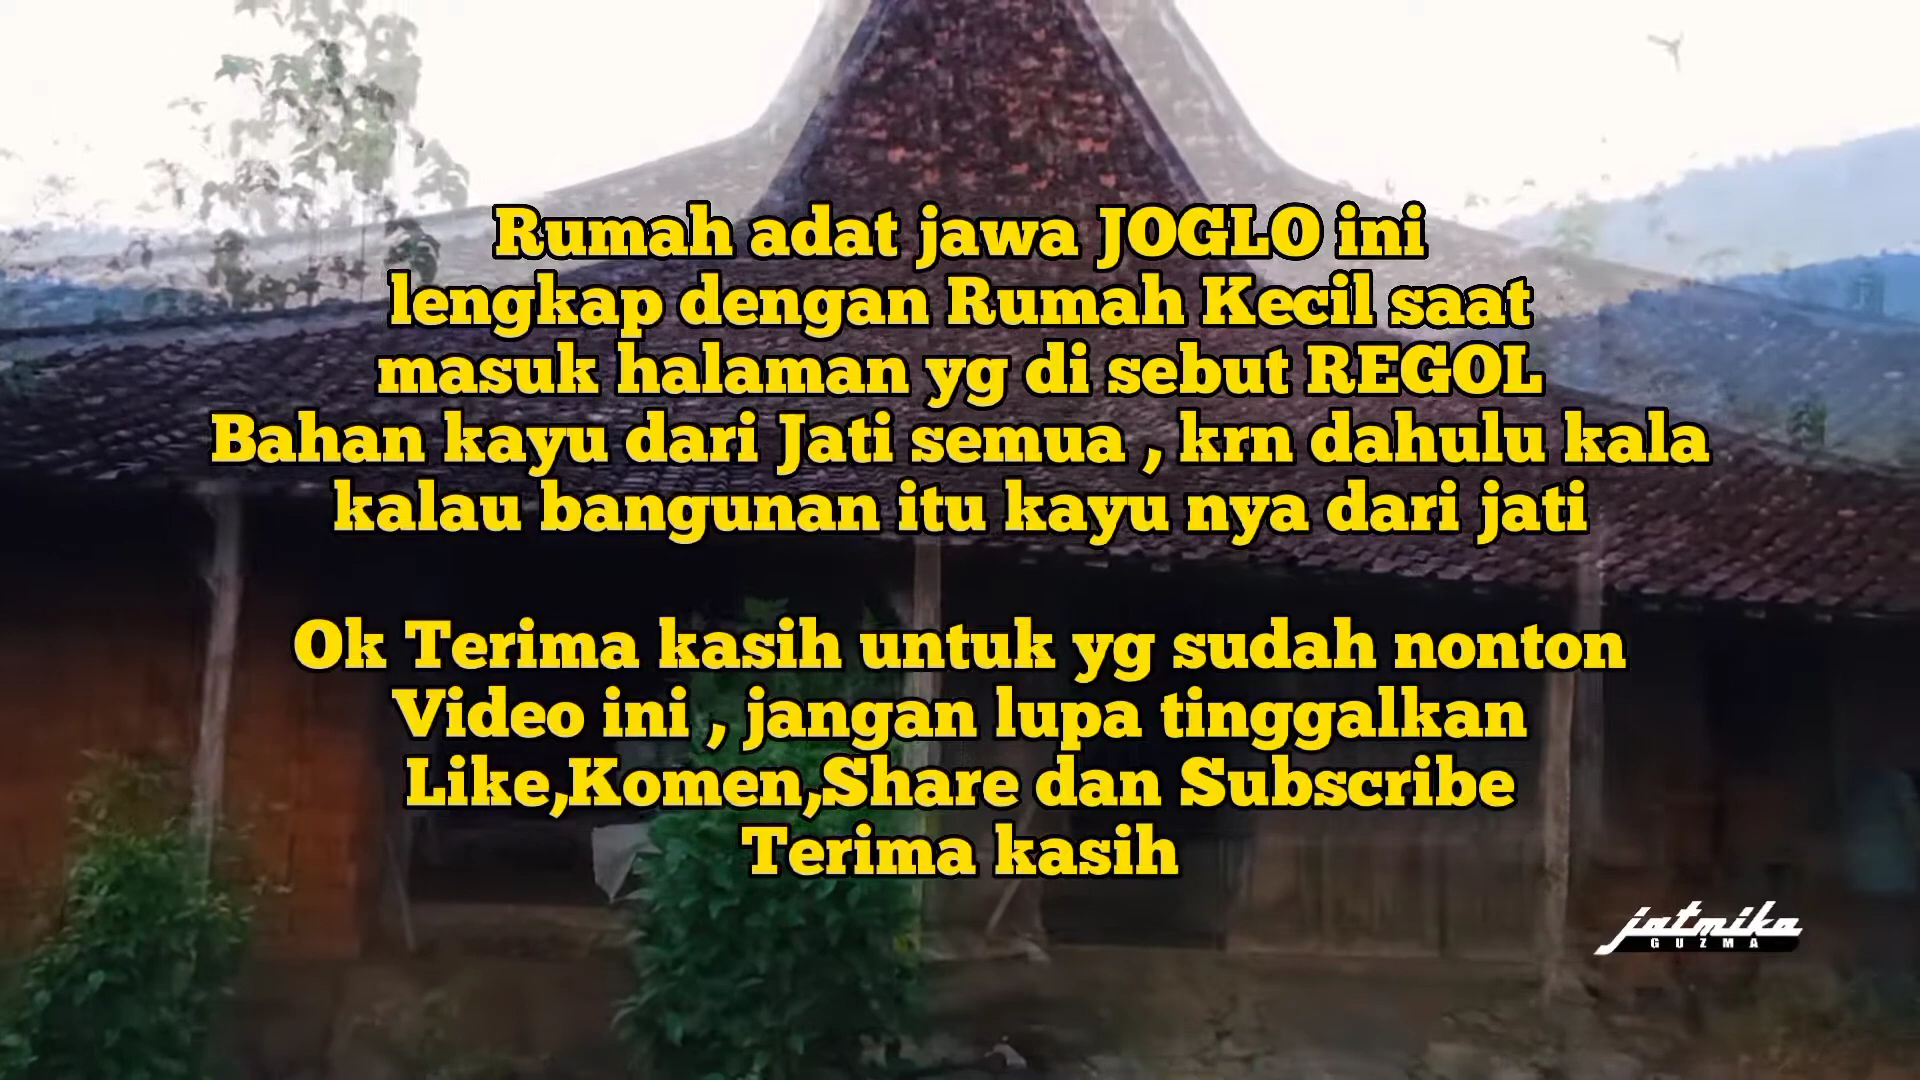 Rumah adat jawa JOGLO ini
lengkap dengan Rumah Kecil saat
masuk halaman yg di sebut REGOL
Bahan kayu dari Jati semua , krn dahulu kala
kalau bangunan itu kayu nya dari jati
Ok Terima kasih untuk yg sudah nonton
Video ini , jangan lupa tinggalkan
Like,Komen,Share dan Subscribe
Terima kasih
jatmika
GUZMA